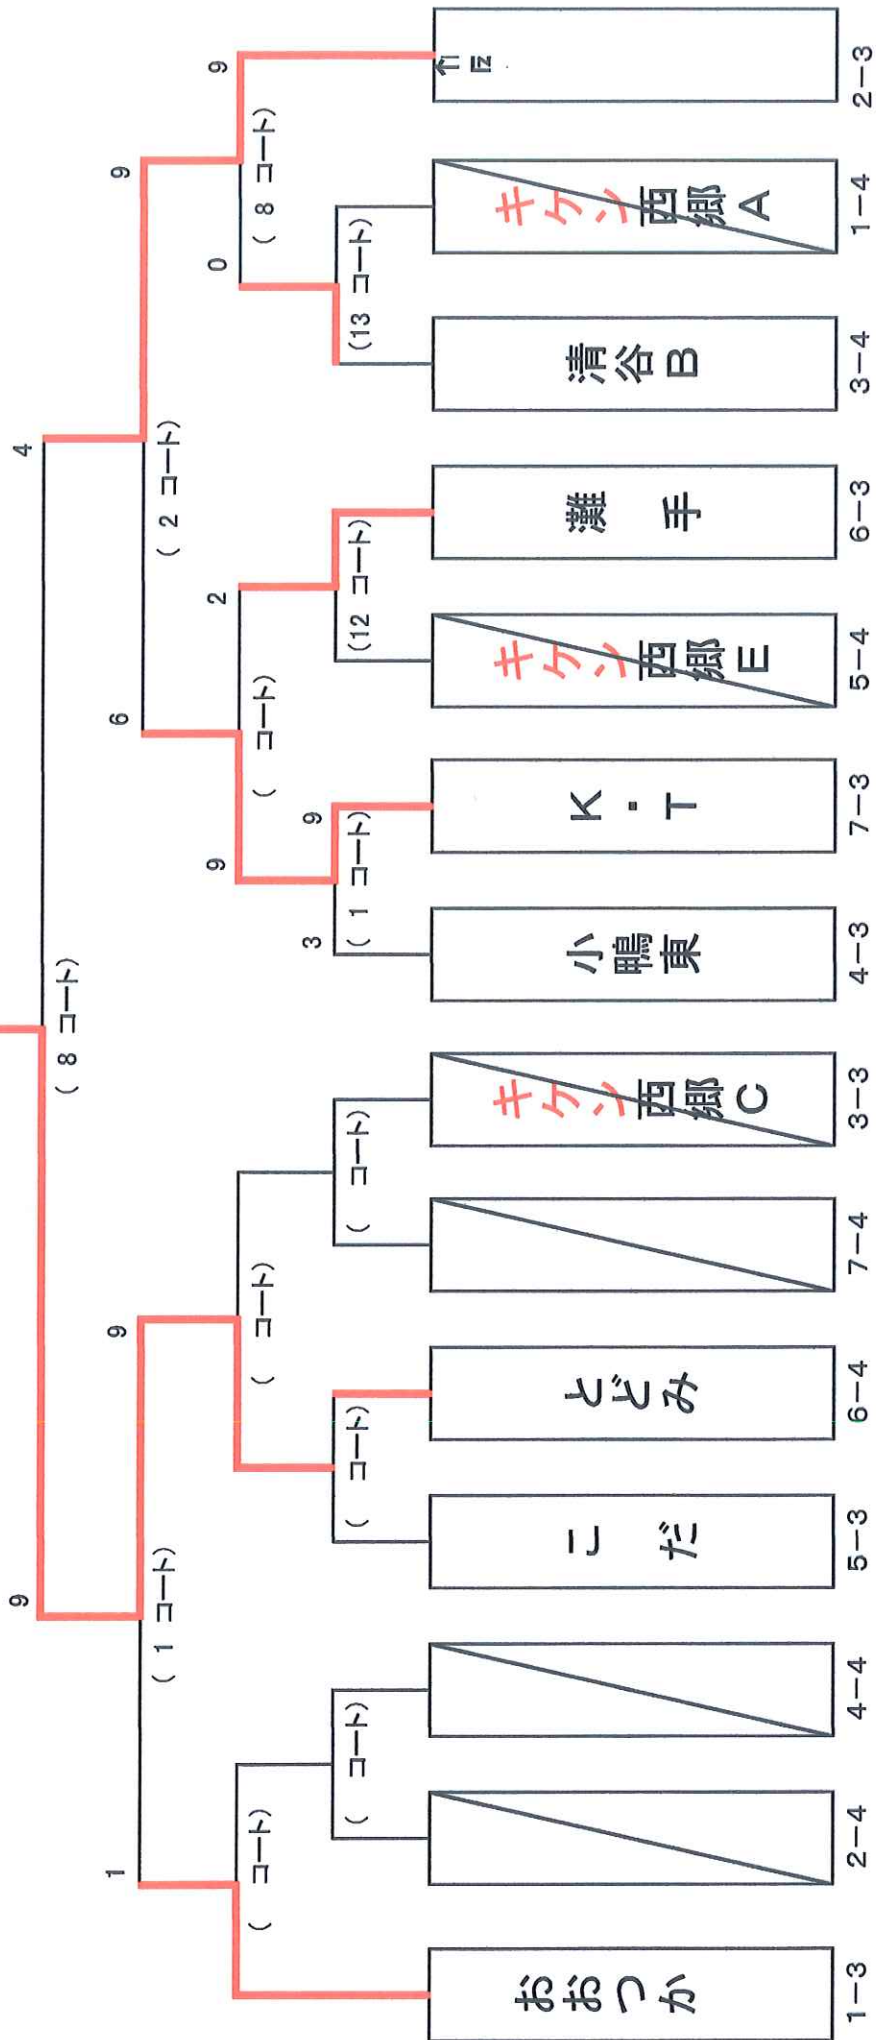 9
4
( 8 コート)
1
9
6
9
( 1 コート)
( 2 コート)
9
2
0
9
( コート)
( コート)
( コート)
( 8 コート)
3
9
( コート)
( コート)
( コート)
( 1 コート)
(12 コート)
(13 コート)
おおつか
こだ
とどみ
キケン西郷C
小鴨東
K・T
キケン西郷E
灘手
清谷B
キケン西郷A
1-3
2-4
4-4
5-3
6-4
7-4
3-3
4-3
7-3
5-4
6-3
3-4
1-4
2-3